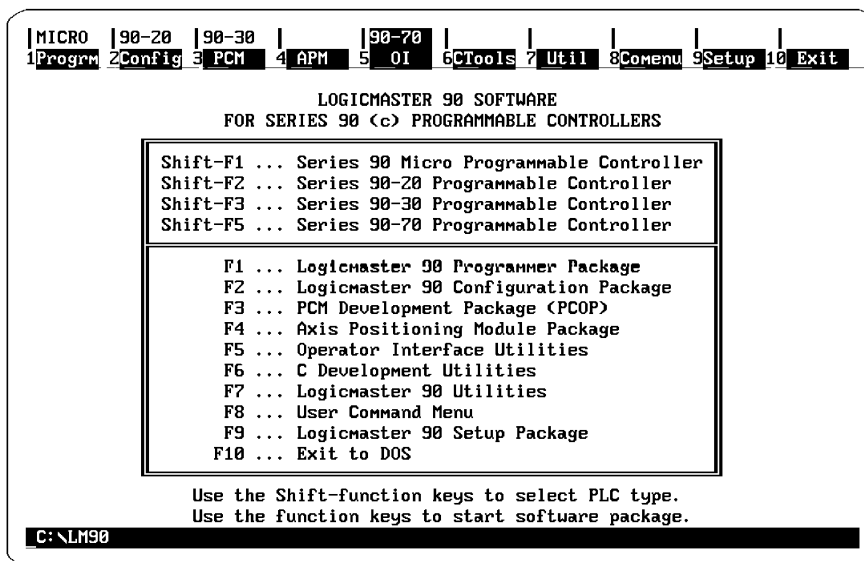 MICRO 90-20 90-30 90-70
1Progrm 2Config 3 PCM 4 APM 5 OI 6CTools 7 Util 8Comenu 9Setup 10 Exit
LOGICMASTER 90 SOFTWARE
FOR SERIES 90 (c) PROGRAMMABLE CONTROLLERS
Shift-F1 ... Series 90 Micro Programmable Controller
Shift-F2 ... Series 90-20 Programmable Controller
Shift-F3 ... Series 90-30 Programmable Controller
Shift-F5 ... Series 90-70 Programmable Controller
F1 ... Logicmaster 90 Programmer Package
F2 ... Logicmaster 90 Configuration Package
F3 ... PCM Development Package (PCOP)
F4 ... Axis Positioning Module Package
F5 ... Operator Interface Utilities
F6 ... C Development Utilities
F7 ... Logicmaster 90 Utilities
F8 ... User Command Menu
F9 ... Logicmaster 90 Setup Package
F10 ... Exit to DOS
Use the Shift-function keys to select PLC type.
Use the function keys to start software package.
C:\LM90